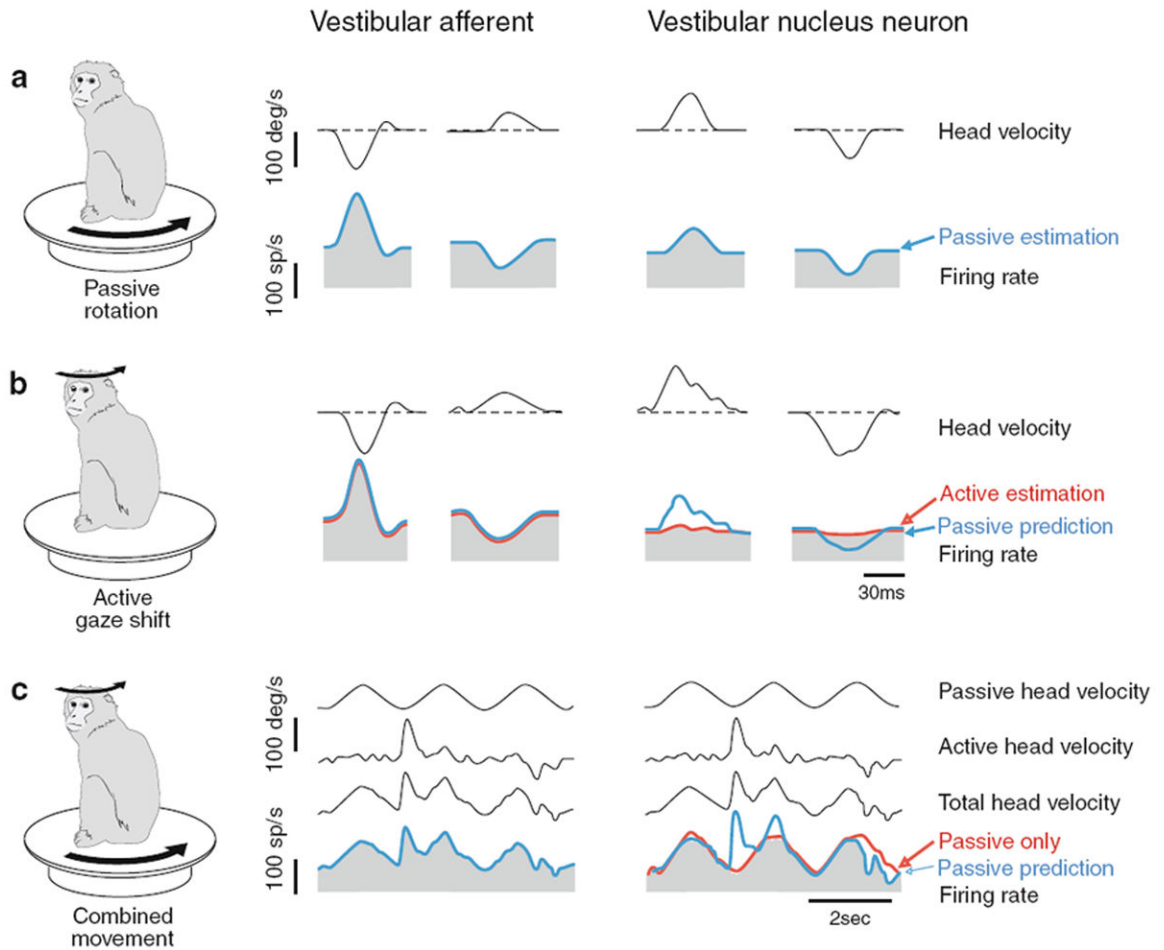 Vestibular afferent
Vestibular nucleus neuron
a
100 deg/s
Head velocity
100 sp/s
Passive estimation
Firing rate
Passive
rotation
b
Head velocity
Active estimation
Passive prediction
Firing rate
30ms
Active
gaze shift
c
100 deg/s
Passive head velocity
Active head velocity
Total head velocity
100 sp/s
Passive only
Passive prediction
Firing rate
2sec
Combined
movement